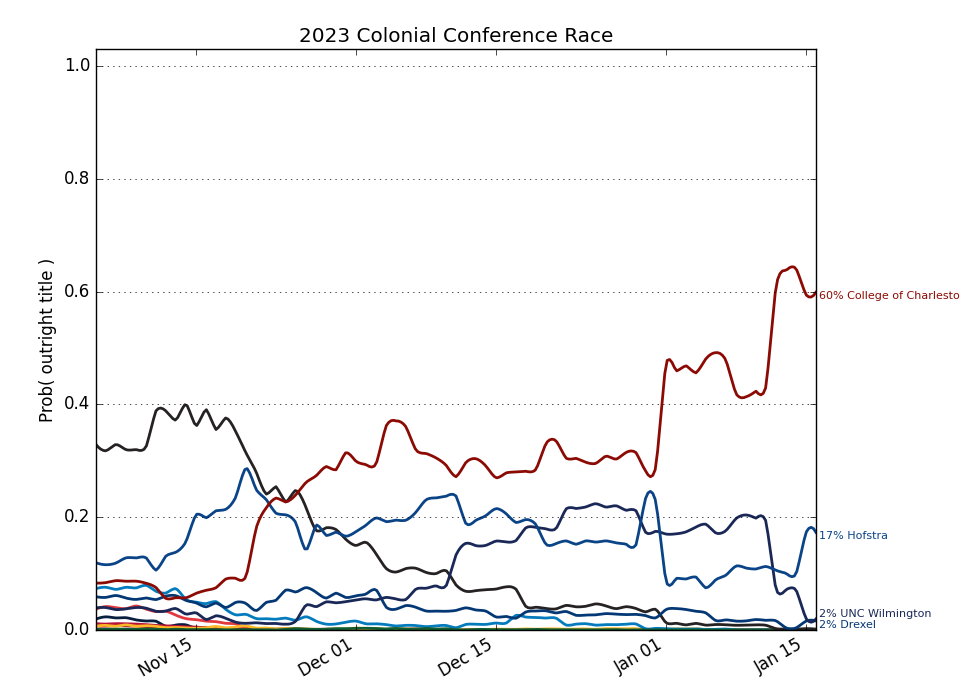 2023 Colonial Conference Race
1.0
0.8
0.6
0.4
0.2
0.0
Prob( outright title )
60% College of Charlesto
17% Hofstra
2% UNC Wilmington
2% Drexel
Nov 15
Dec 01
Dec 15
Jan 01
Jan 15